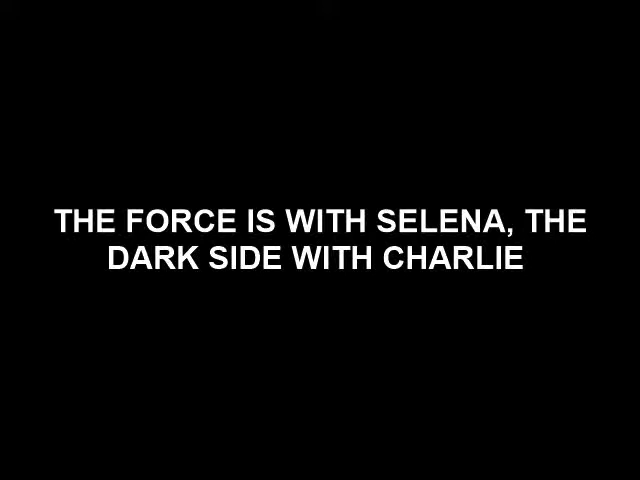 THE FORCE IS WITH SELENA, THE
DARK SIDE WITH CHARLIE